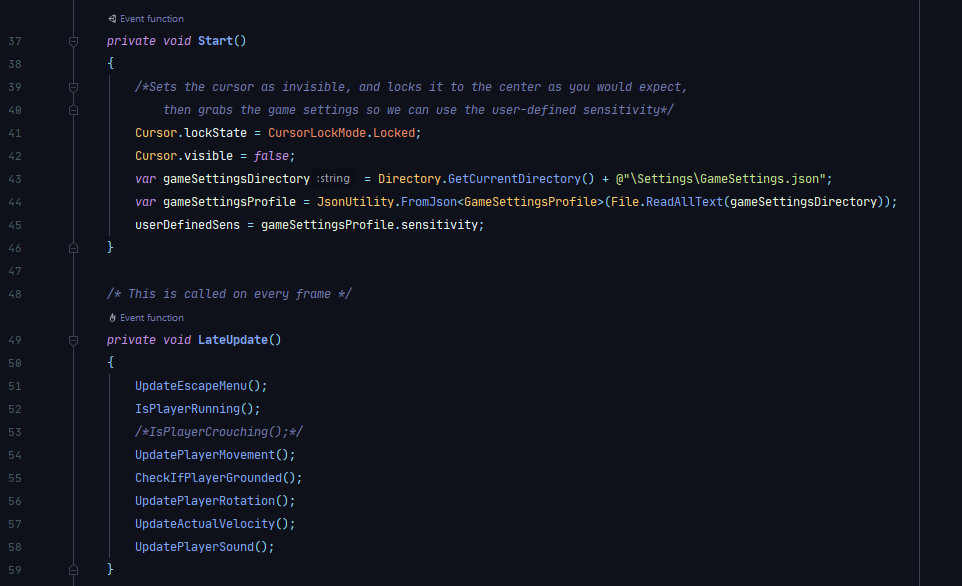 Event function
37 private void Start()
38 {
39 /*Sets the cursor as invisible, and locks it to the center as you would expect,
40 then grabs the game settings so we can use the user-defined sensitivity*/
41 Cursor.lockState = CursorLockMode.Locked;
42 Cursor.visible = false;
43 var gameSettingsDirectory :string = Directory.GetCurrentDirectory() + @"\Settings\GameSettings.json";
44 var gameSettingsProfile = JsonUtility.FromJson<GameSettingsProfile>(File.ReadAllText(gameSettingsDirectory));
45 userDefinedSens = gameSettingsProfile.sensitivity;
46 }
47
48 /* This is called on every frame */
Event function
49 private void LateUpdate()
50 {
51 UpdateEscapeMenu();
52 IsPlayerRunning();
53 /*IsPlayerCrouching();*/
54 UpdatePlayerMovement();
55 CheckIfPlayerGrounded();
56 UpdatePlayerRotation();
57 UpdateActualVelocity();
58 UpdatePlayerSound();
59 }